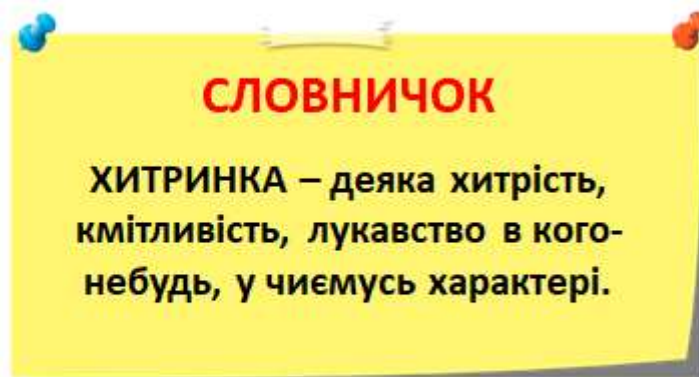 СЛОВНИЧОК
ХИТРИНКА – деяка хитрість,
кмітливість, лукавство в кого-
небудь, у чиємусь характері.